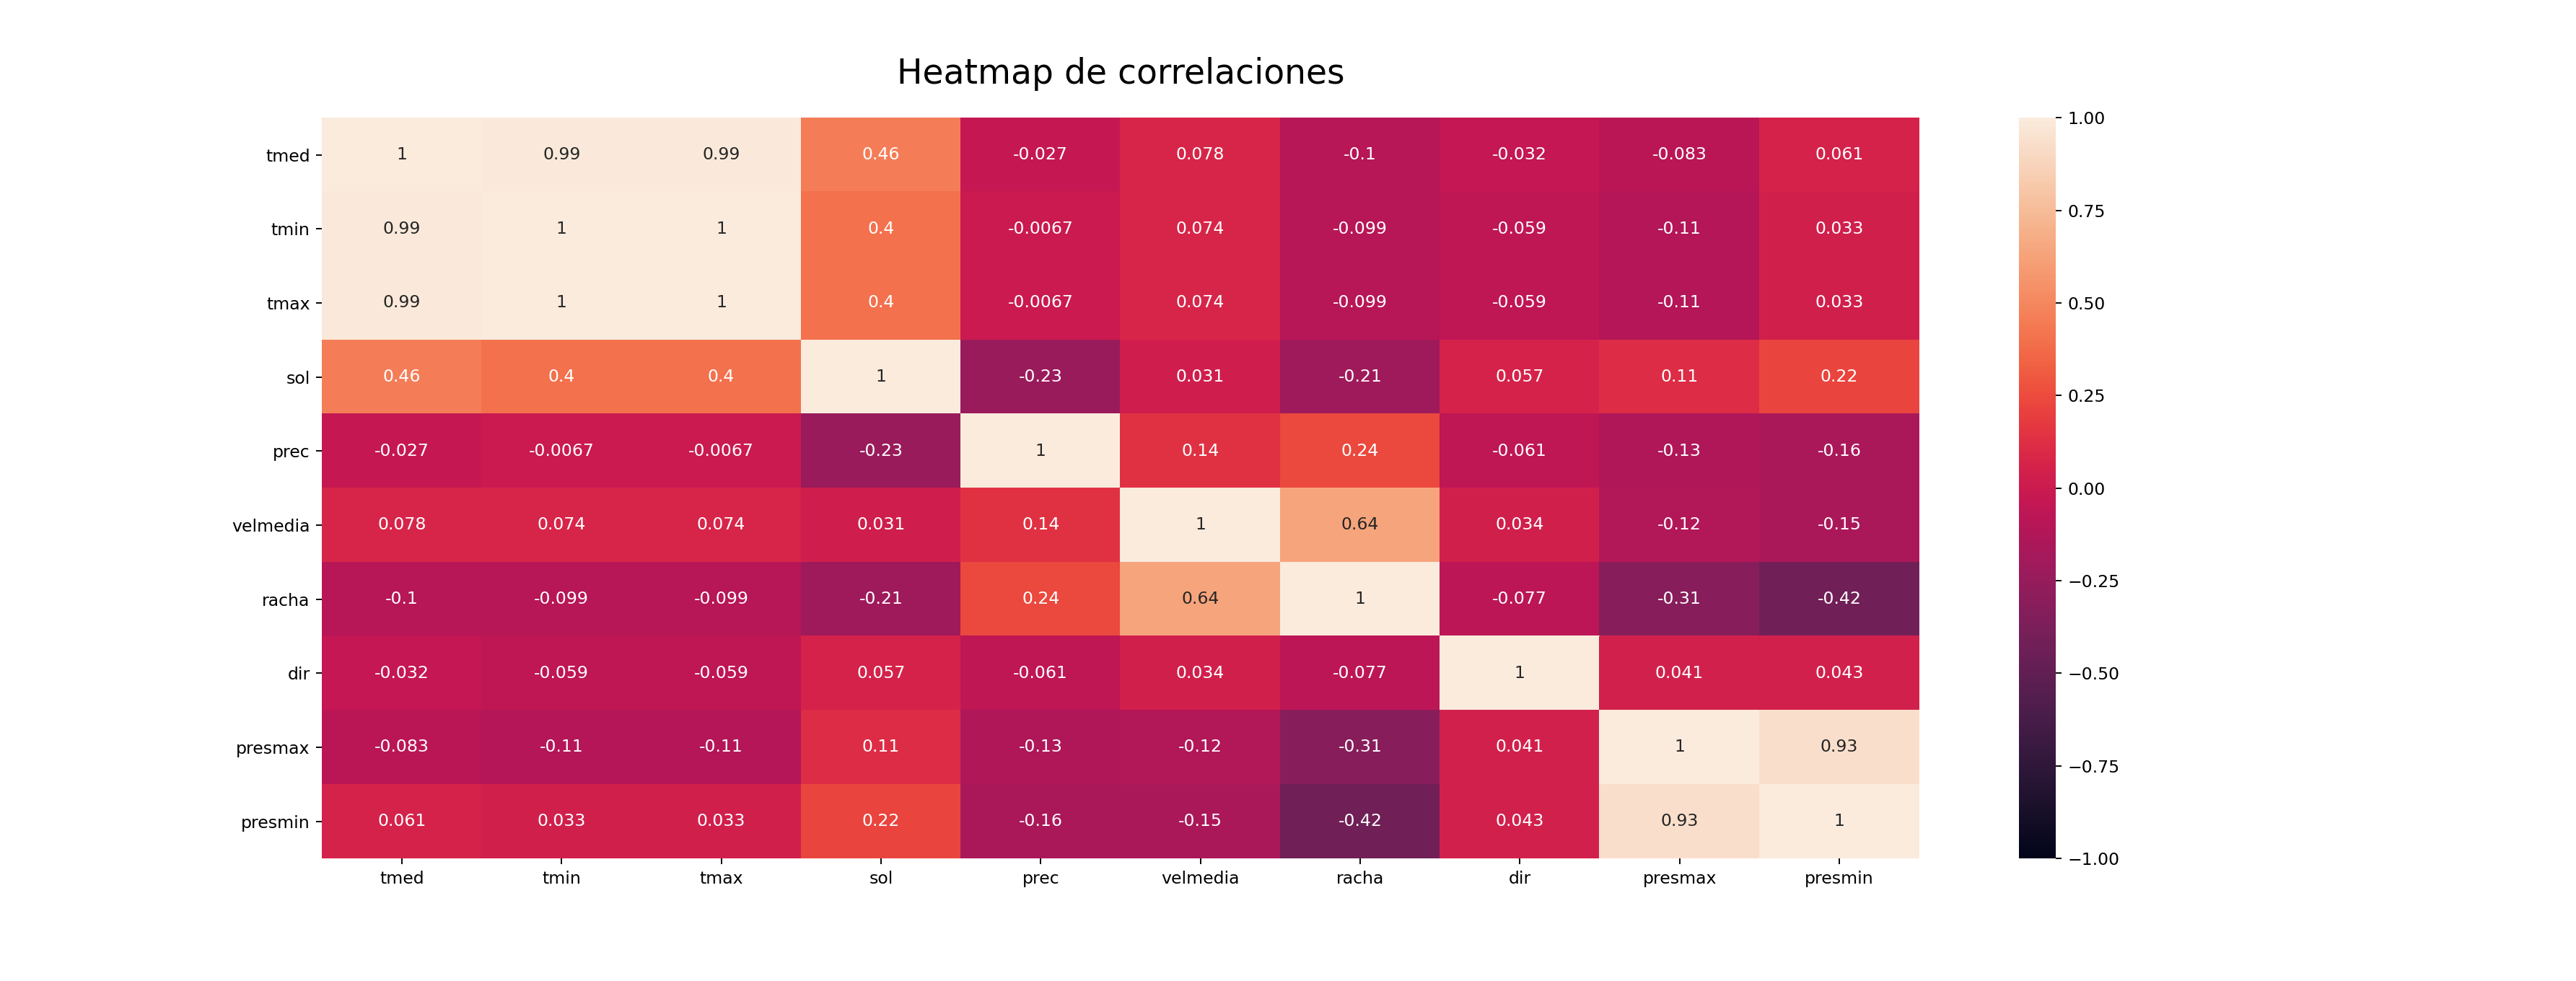 Heatmap de correlaciones
tmed 1 0.99 0.99 0.46 -0.027 0.078 -0.1 -0.032 -0.083 0.061
tmin 0.99 1 1 0.4 -0.0067 0.074 -0.099 -0.059 -0.11 0.033
tmax 0.99 1 1 0.4 -0.0067 0.074 -0.099 -0.059 -0.11 0.033
sol 0.46 0.4 0.4 1 -0.23 0.031 -0.21 0.057 0.11 0.22
prec -0.027 -0.0067 -0.0067 -0.23 1 0.14 0.24 -0.061 -0.13 -0.16
velmedia 0.078 0.074 0.074 0.031 0.14 1 0.64 0.034 -0.12 -0.15
racha -0.1 -0.099 -0.099 -0.21 0.24 0.64 1 -0.077 -0.31 -0.42
dir -0.032 -0.059 -0.059 0.057 -0.061 0.034 -0.077 1 0.041 0.043
presmax -0.083 -0.11 -0.11 0.11 -0.13 -0.12 -0.31 0.041 1 0.93
presmin 0.061 0.033 0.033 0.22 -0.16 -0.15 -0.42 0.043 0.93 1
tmed tmin tmax sol prec velmedia racha dir presmax presmin
1.00
0.75
0.50
0.25
0.00
−0.25
−0.50
−0.75
−1.00